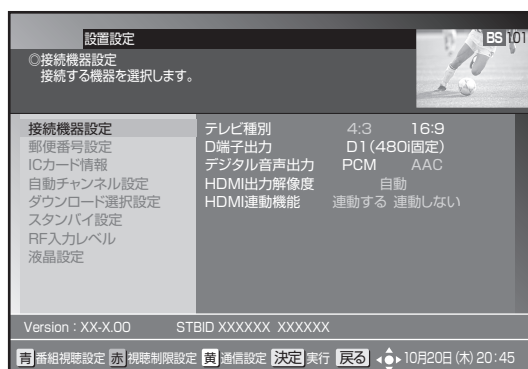 設置設定
BS 101
◎接続機器設定
接続する機器を選択します。
接続機器設定
郵便番号設定
ICカード情報
自動チャンネル設定
ダウンロード選択設定
スタンバイ設定
RF入力レベル
液晶設定
テレビ種別 4:3 16:9
D端子出力 D1(480i固定)
デジタル音声出力 PCM AAC
HDMI出力解像度 自動
HDMI連動機能 連動する 連動しない
Version : XX-X.00 STBID XXXXXX XXXXXX
青 番組視聴設定 赤 視聴制限設定 黄 通信設定 決定 実行 戻る 10月20日(木) 20:45